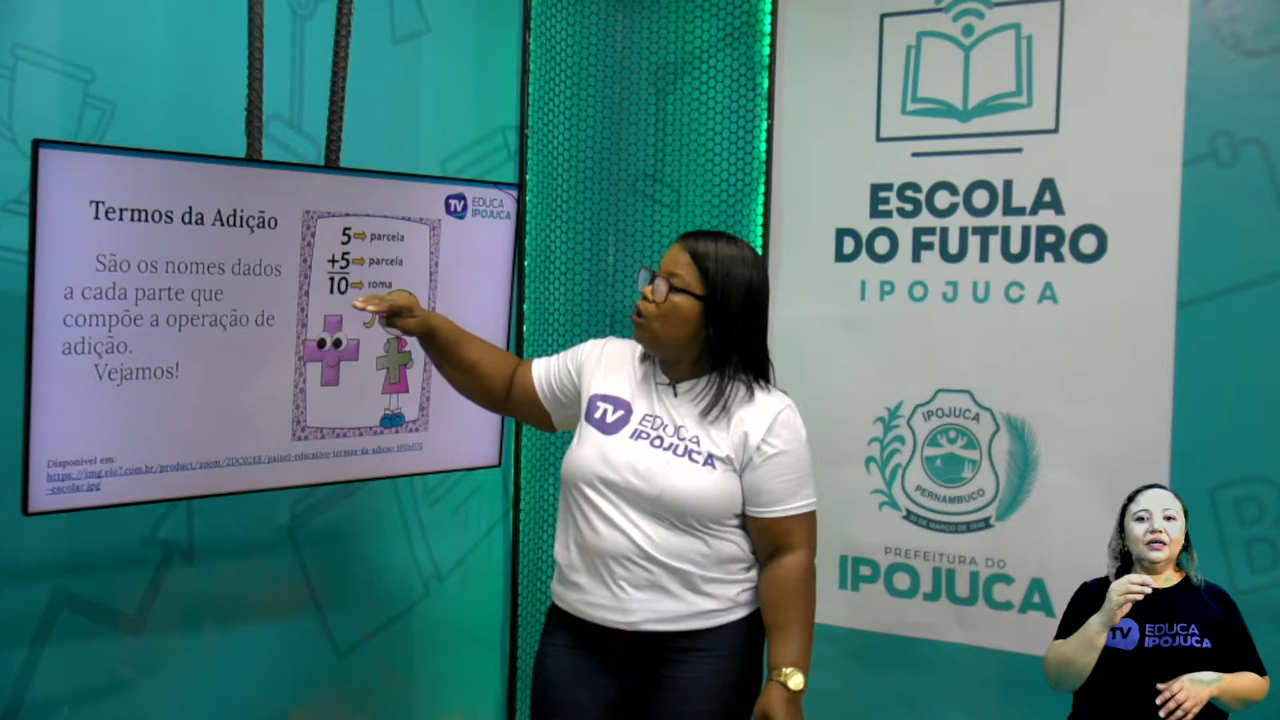 Termos da Adição
São os nomes dados
a cada parte que
compõe a operação de
adição.
Vejamos!
5 parcela
+5 parcela
10 soma
TV EDUCA
IPOJUCA
Disponível em:
ESCOLA
DO FUTURO
IPOJUCA
IPOJUCA
PERNAMBUCO
PREFEITURA DO
IPOJUCA
TV EDUCA
IPOJUCA
TV EDUCA
IPOJUCA